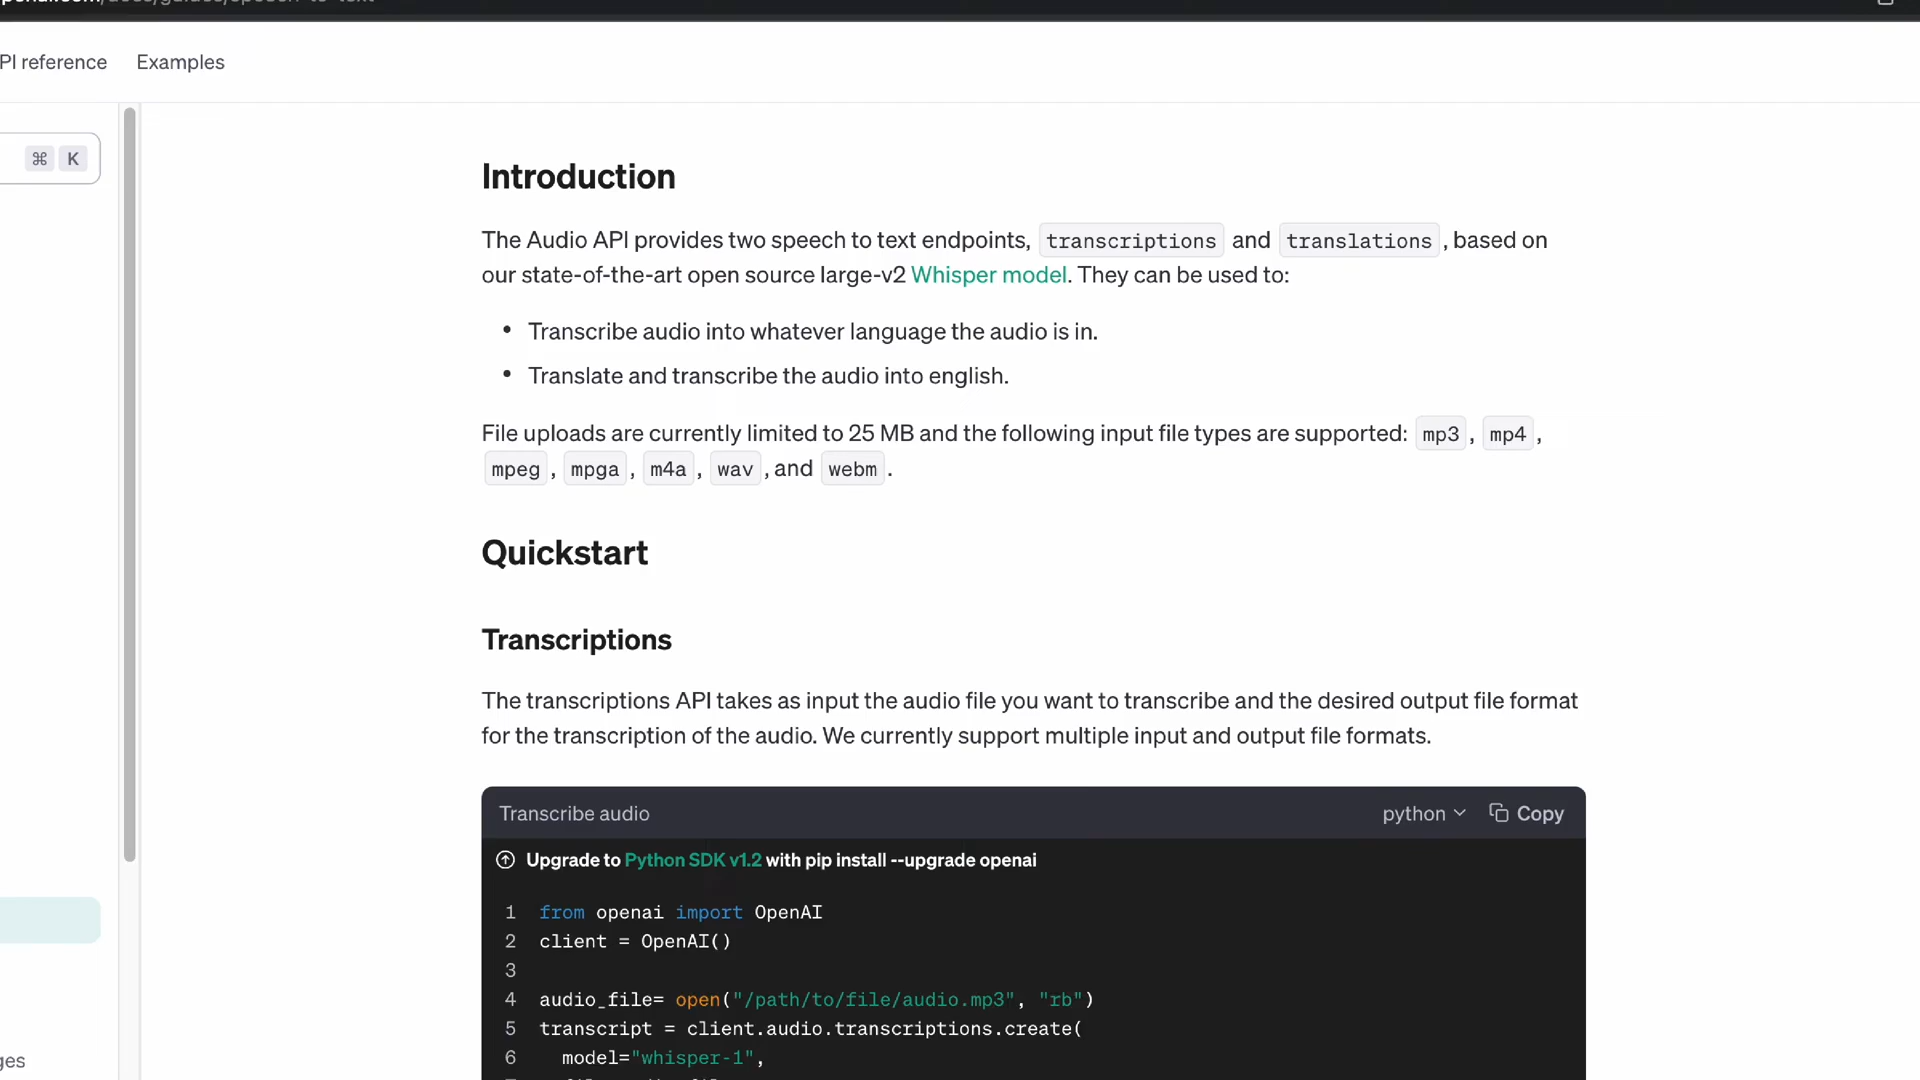 /docs/guides/speech-to-text
PI reference Examples
⌘ K
Introduction
The Audio API provides two speech to text endpoints, transcriptions and translations, based on
our state-of-the-art open source large-v2 Whisper model. They can be used to:
• Transcribe audio into whatever language the audio is in.
• Translate and transcribe the audio into english.
File uploads are currently limited to 25 MB and the following input file types are supported: mp3, mp4,
mpeg, mpga, m4a, wav, and webm.
Quickstart
Transcriptions
The transcriptions API takes as input the audio file you want to transcribe and the desired output file format
for the transcription of the audio. We currently support multiple input and output file formats.
Transcribe audio python Copy
Upgrade to Python SDK v1.2 with pip install --upgrade openai
1 from openai import OpenAI
2 client = OpenAI()
3
4 audio_file= open("/path/to/file/audio.mp3", "rb")
5 transcript = client.audio.transcriptions.create(
6 model="whisper-1",
ges